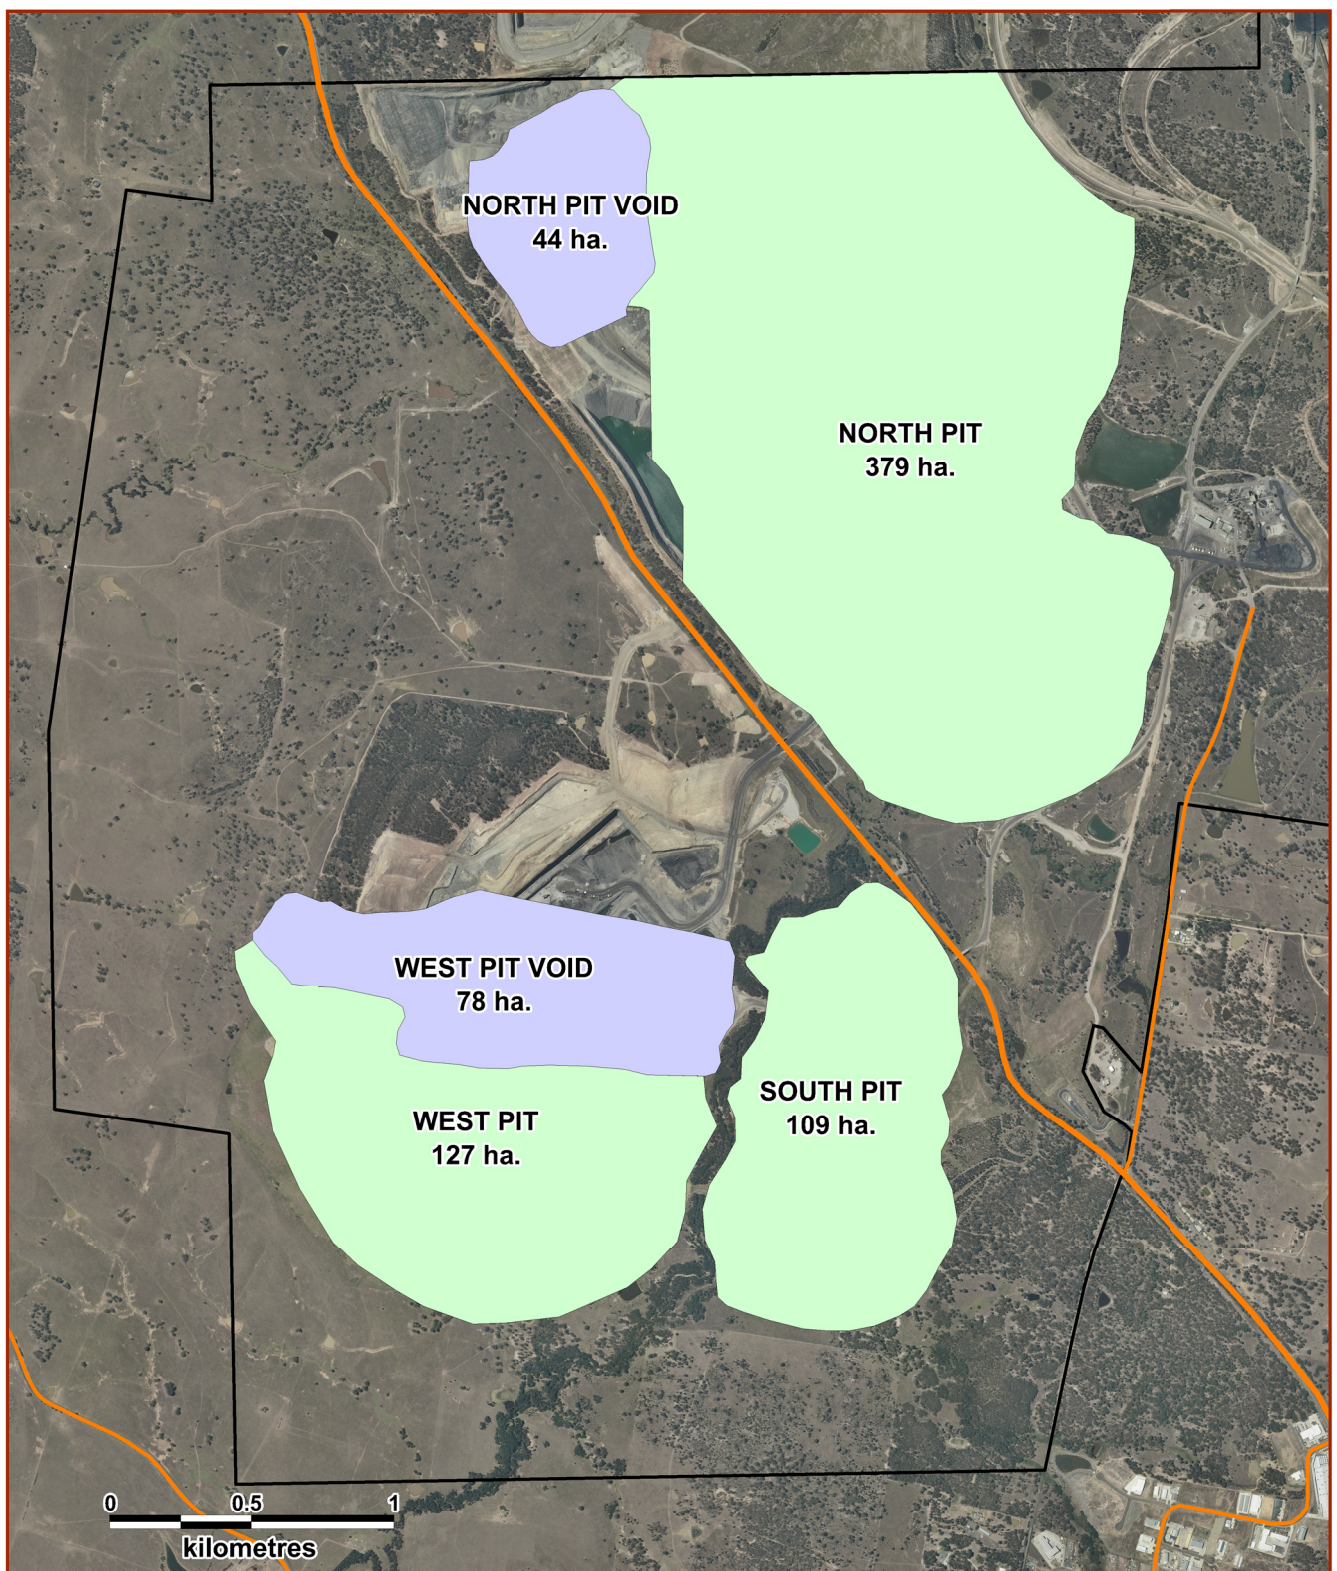 NORTH PIT VOID
44 ha.
NORTH PIT
379 ha.
WEST PIT VOID
78 ha.
SOUTH PIT
109 ha.
WEST PIT
127 ha.
0 0.5 1
kilometres